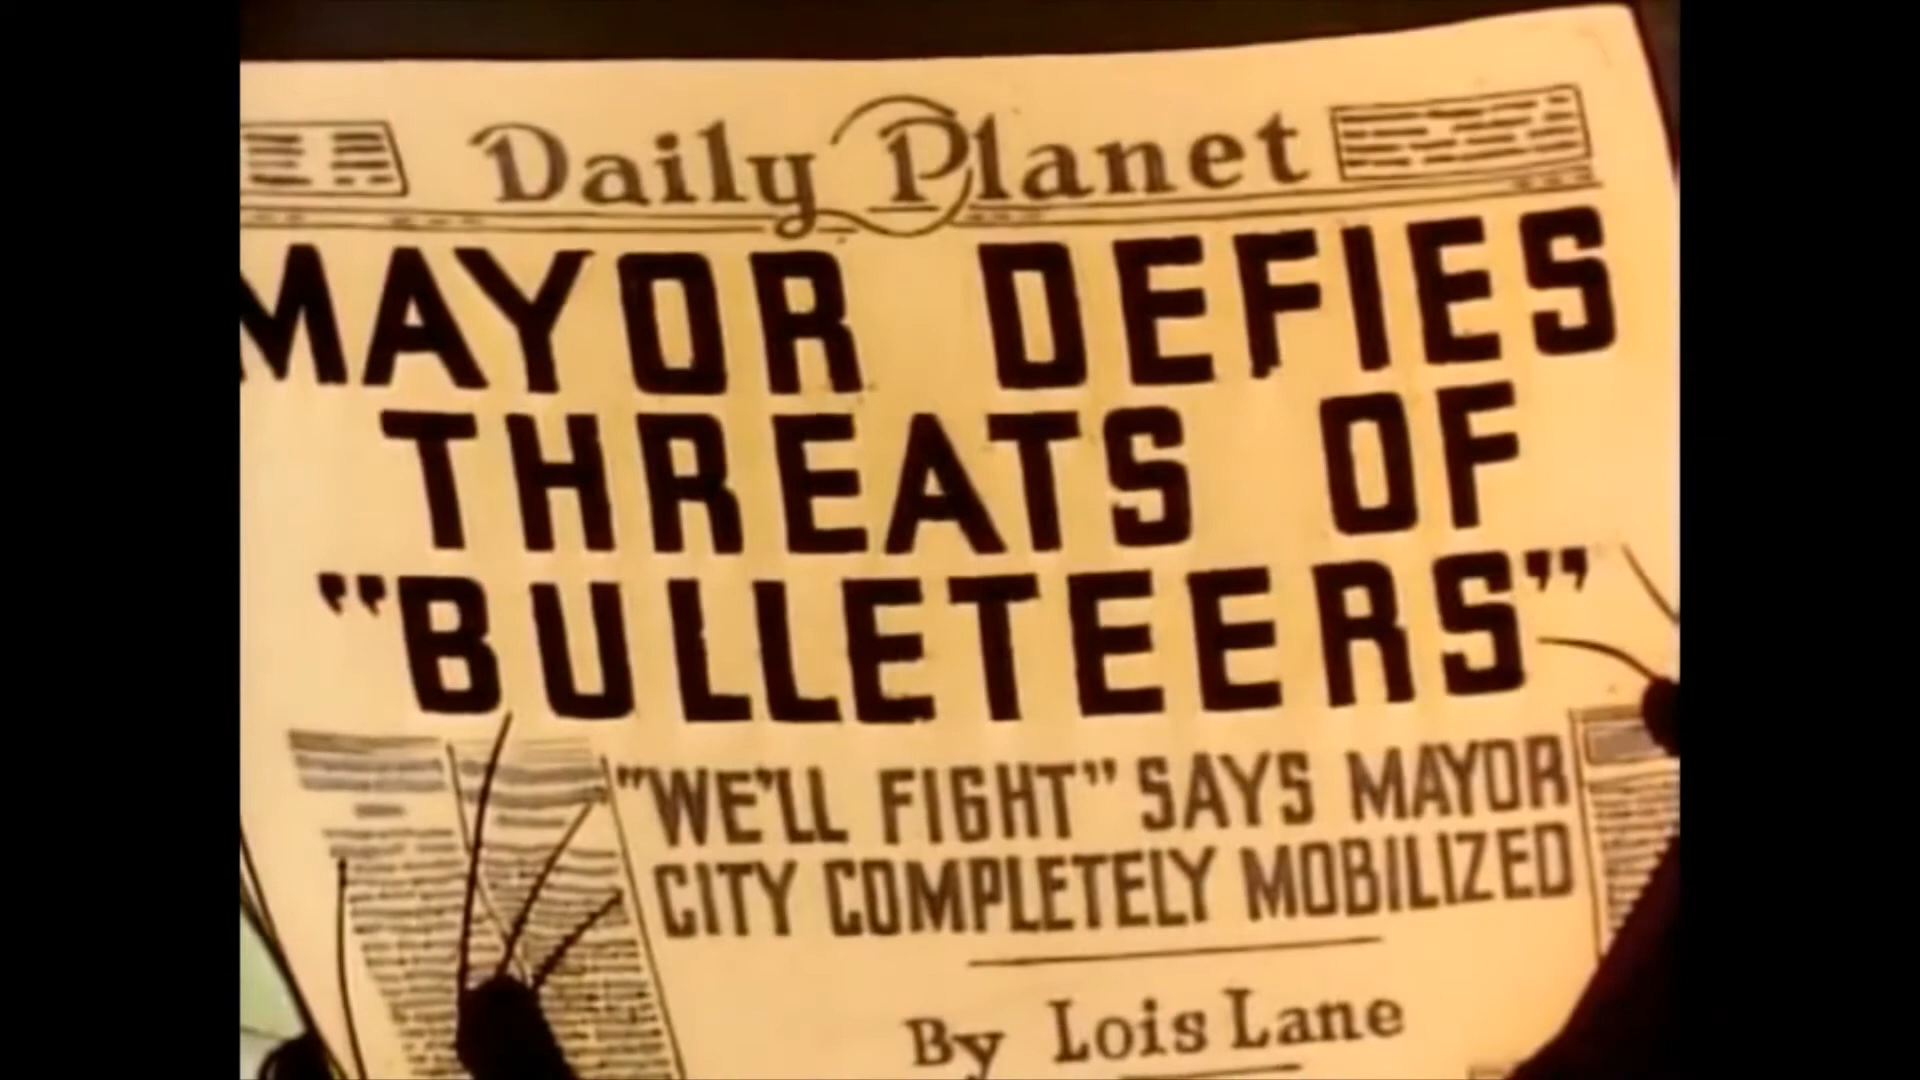 Daily Planet
MAYOR DEFIES
THREATS OF
"BULLETEERS"
"WE'LL FIGHT" SAYS MAYOR
CITY COMPLETELY MOBILIZED
By Lois Lane